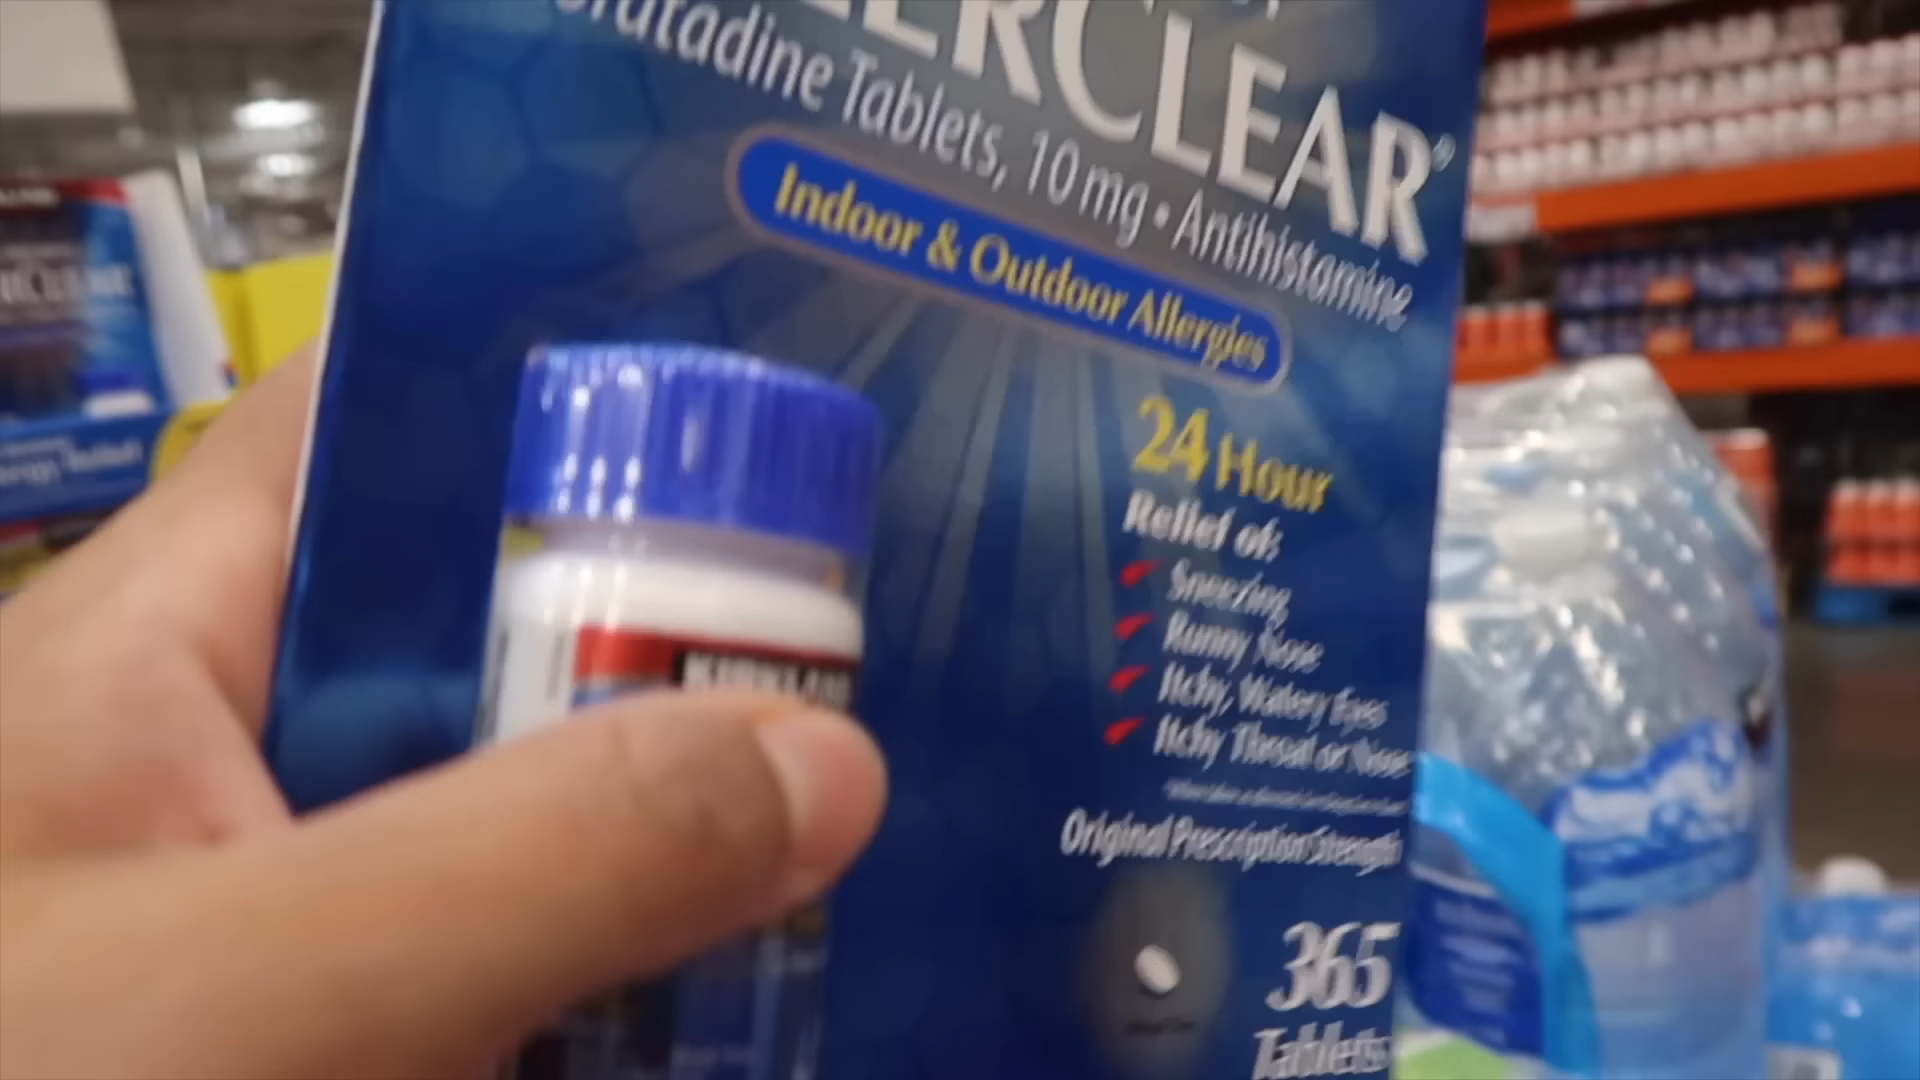 ERCLEAR®
ratadine Tablets, 10 mg • Antihistamine
Indoor & Outdoor Allergies
24 Hour
Relief of:
Sneezing
Runny Nose
Itchy, Watery Eyes
Itchy Throat or Nose
Original Prescription Strength
365
Tablets
KIRKLAND